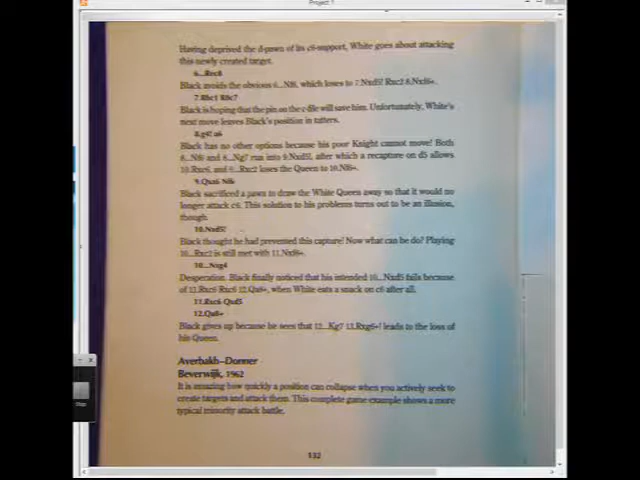 Project 1
Having deprived the d-pawn of its c6-support, White goes about attacking
this newly created target.
6...Rec8
Black avoids the obvious 6...Nf6, which loses to 7.Nxd5! Rxc2 8.Nxf6+.
7.Rbc1 R8c7
Black is hoping that the pin on the c-file will save him. Unfortunately, White's
next move leaves Black's position in tatters.
8.g4! a6
Black has no other options because his poor Knight cannot move! Both
8...Nf6 and 8...Ng7 run into 9.Nxd5!, after which a recapture on d5 allows
10.Rxc6, and 9...Rxc2 loses the Queen to 10.Nf6+.
9.Qxa6 Nf6
Black sacrificed a pawn to draw the White Queen away so that it would no
longer attack c6. This solution to his problems turns out to be an illusion,
though.
10.Nxd5!
Black thought he had prevented this capture! Now what can be do? Playing
10...Rxc2 is still met with 11.Nxf6+.
10...Nxg4
Desperation. Black finally noticed that his intended 10...Nxd5 fails because
of 11.Rxc6 Rxc6 12.Qa8+, when White eats a snack on c6 after all.
11.Rxc6 Qxd5
12.Qa8+
Black gives up because he sees that 12...Kg7 13.Rxg6+! leads to the loss of
his Queen.
Averbakh–Donner
Beverwijk, 1962
It is amazing how quickly a position can collapse when you actively seek to
create targets and attack them. This complete game example shows a more
typical minority attack battle.
132